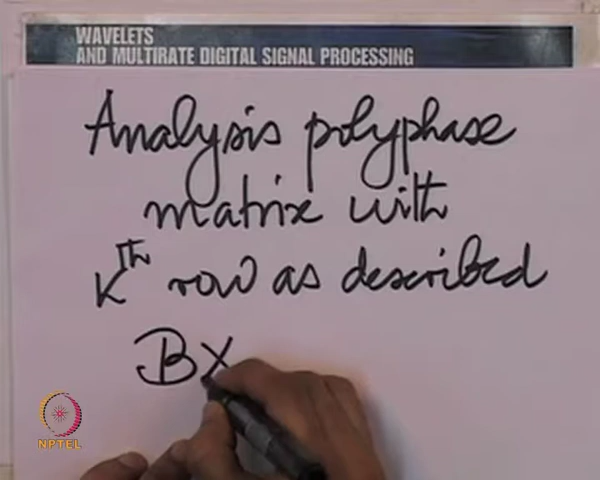 WAVELETS
AND MULTIRATE DIGITAL SIGNAL PROCESSING
Analysis polyphase
matrix with
Kth row as described
BX
NPTEL